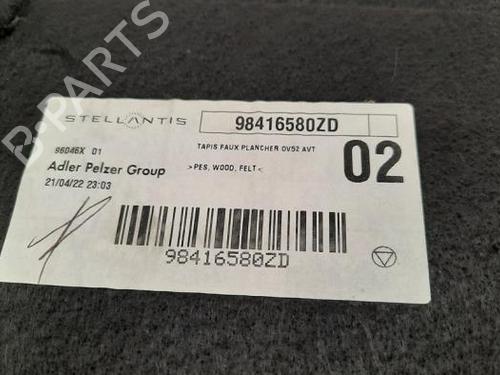 STELLANTIS
98416580ZD
96046X 01
TAPIS FAUX PLANCHER OV52 AVT
02
Adler Pelzer Group
>PES, WOOD, FELT<
21/04/22 23:03
98416580ZD
B-PARTS